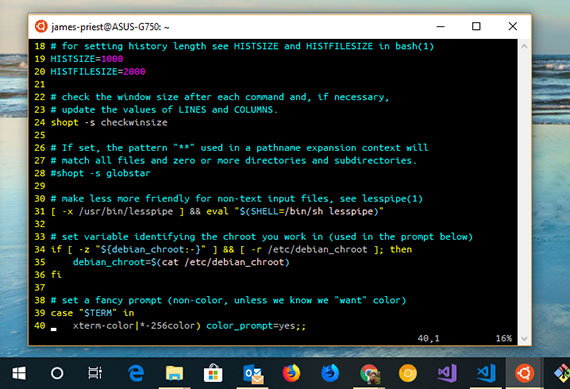 james-priest@ASUS-G750: ~
18 # for setting history length see HISTSIZE and HISTFILESIZE in bash(1)
19 HISTSIZE=1000
20 HISTFILESIZE=2000
21
22 # check the window size after each command and, if necessary,
23 # update the values of LINES and COLUMNS.
24 shopt -s checkwinsize
25
26 # If set, the pattern "**" used in a pathname expansion context will
27 # match all files and zero or more directories and subdirectories.
28 #shopt -s globstar
29
30 # make less more friendly for non-text input files, see lesspipe(1)
31 [ -x /usr/bin/lesspipe ] && eval "$(SHELL=/bin/sh lesspipe)"
32
33 # set variable identifying the chroot you work in (used in the prompt below)
34 if [ -z "${debian_chroot:-}" ] && [ -r /etc/debian_chroot ]; then
35     debian_chroot=$(cat /etc/debian_chroot)
36 fi
37
38 # set a fancy prompt (non-color, unless we know we "want" color)
39 case "$TERM" in
40     xterm-color|*-256color) color_prompt=yes;;
40,1 16%